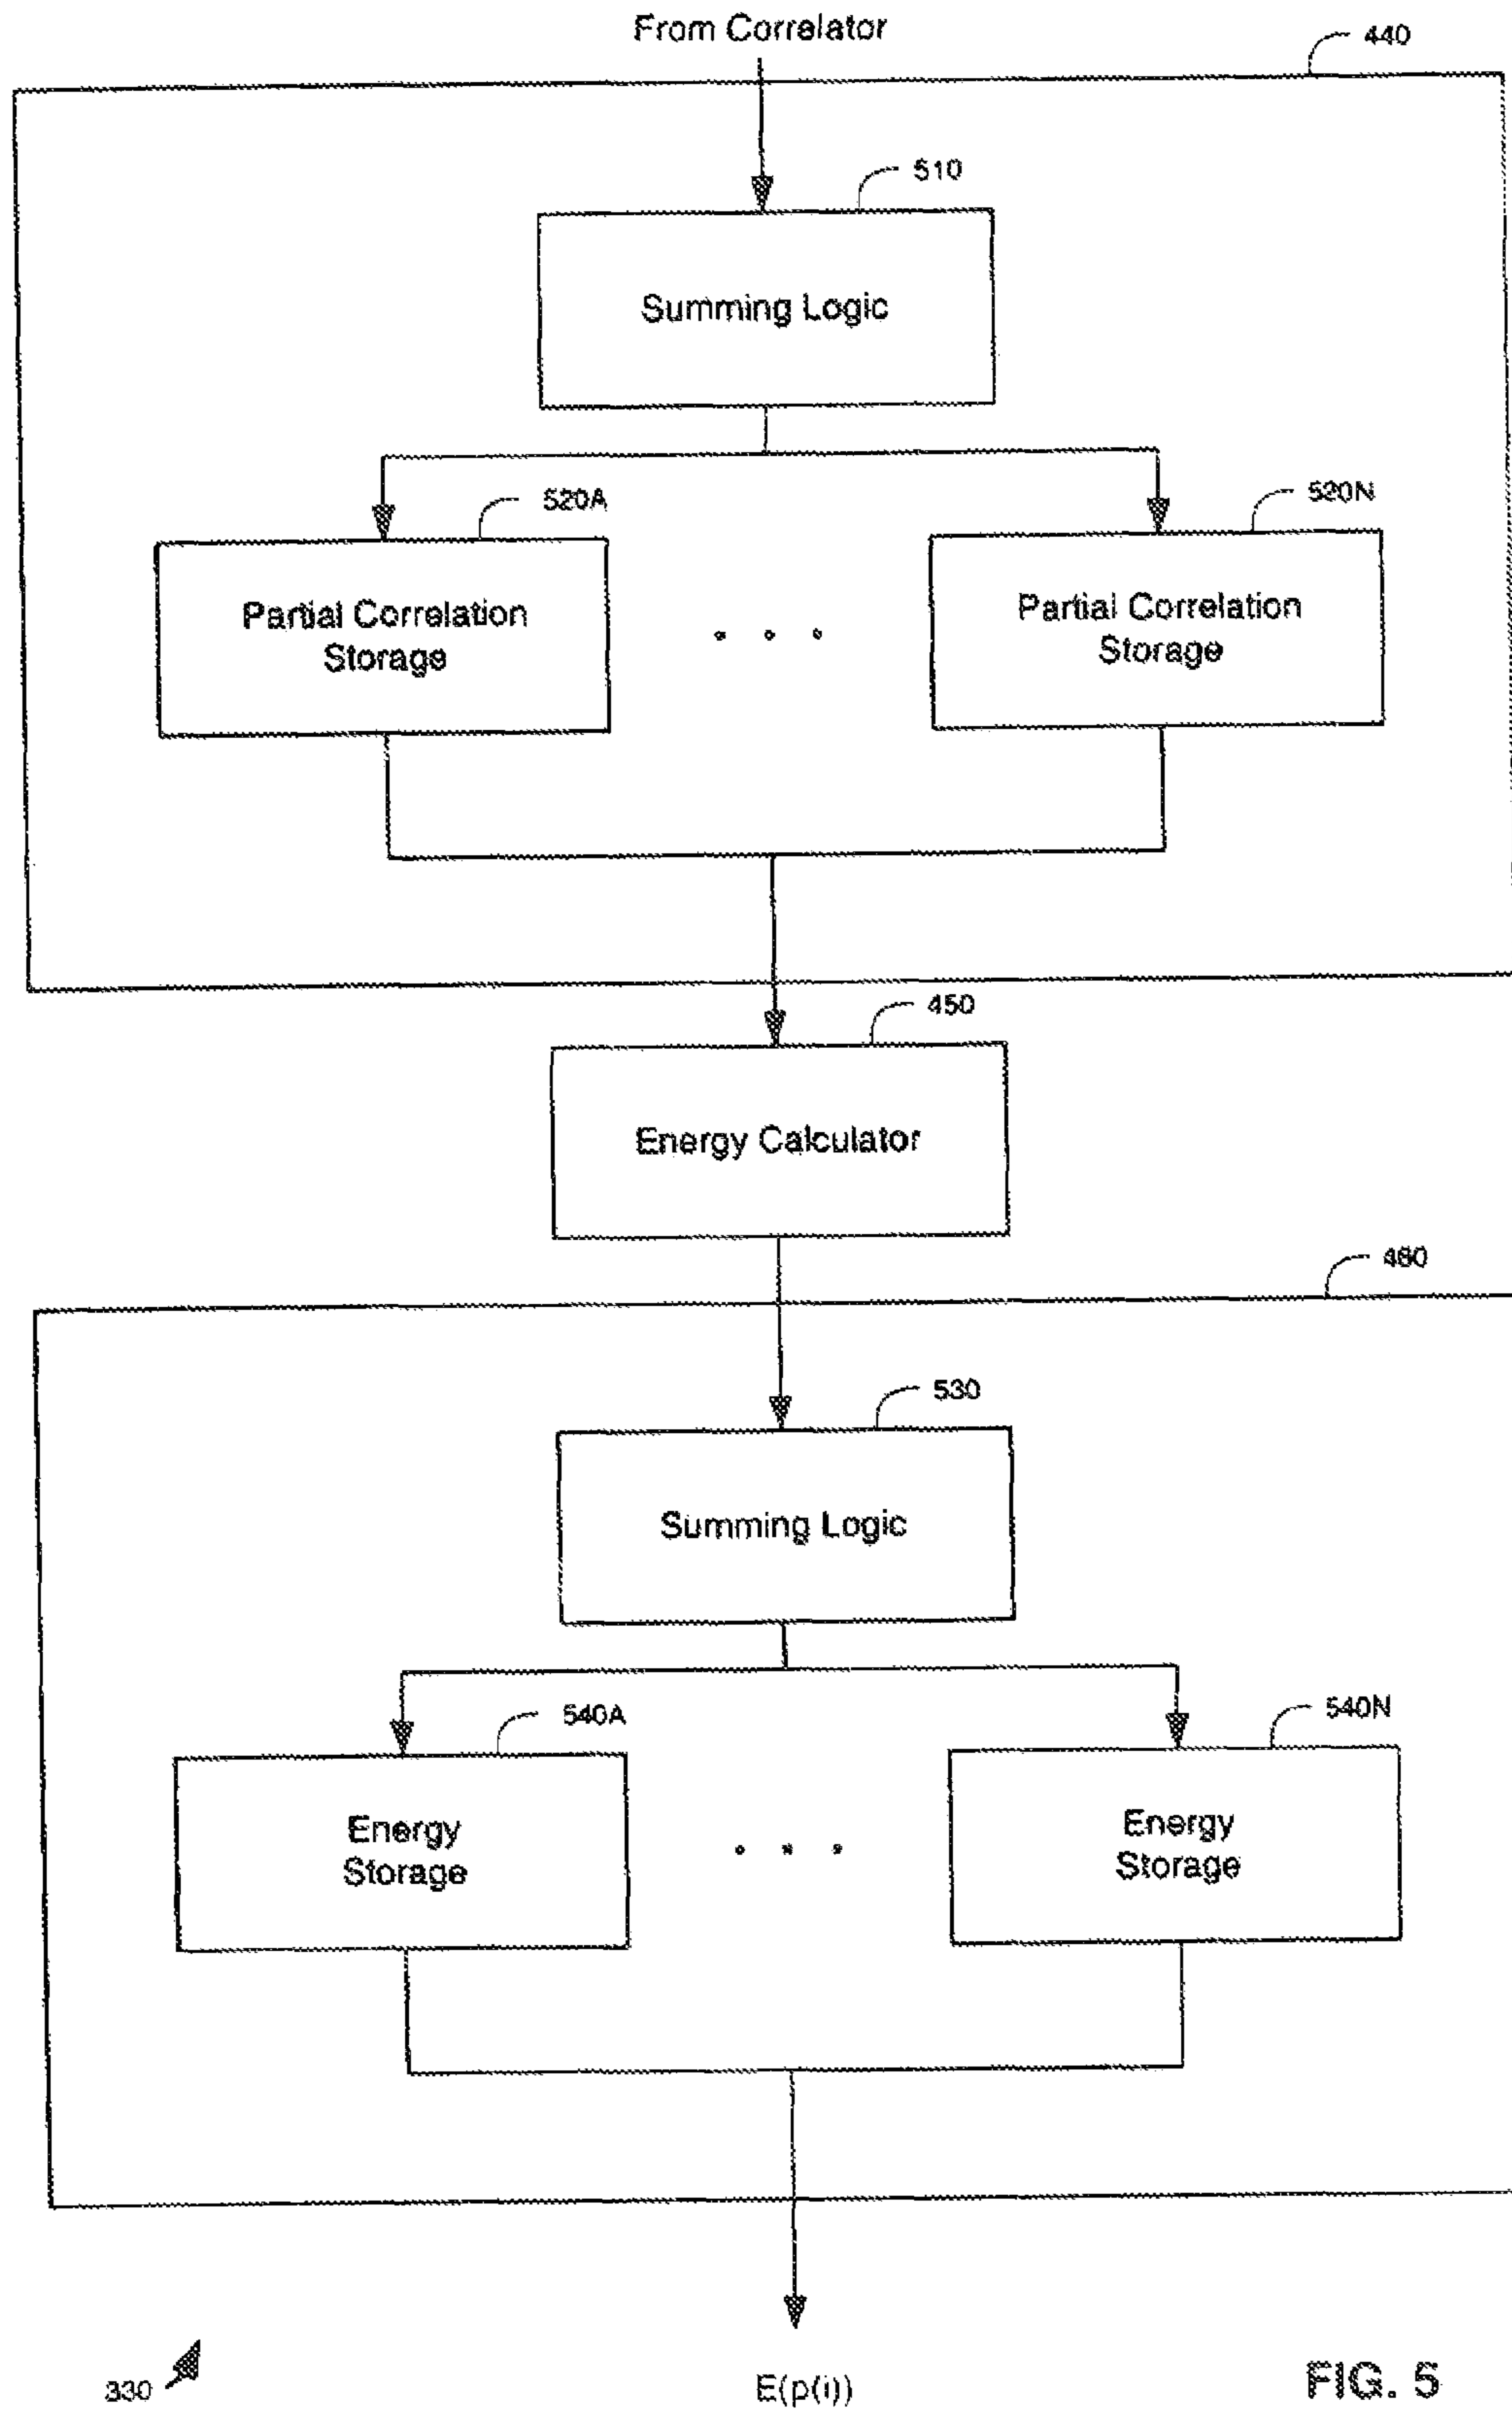 From Correlator
440
510
Summing Logic
520A
520N
Partial Correlation
Storage
Partial Correlation
Storage
450
Energy Calculator
460
530
Summing Logic
540A
540N
Energy
Storage
Energy
Storage
330
E(p(i))
FIG. 5